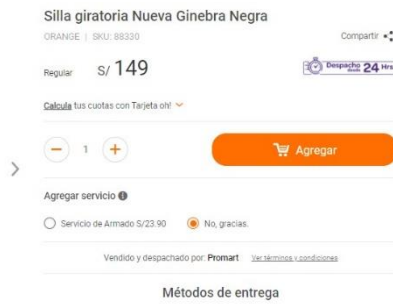 Silla giratoria Nueva Ginebra Negra
ORANGE | SKU: 88330
Compartir
Regular S/ 149
Despacho desde 24 Hrs
Calcula tus cuotas con Tarjeta oh!
1
Agregar
Agregar servicio
Servicio de Armado S/23.90
No, gracias.
Vendido y despachado por: Promart Ver términos y condiciones
Métodos de entrega